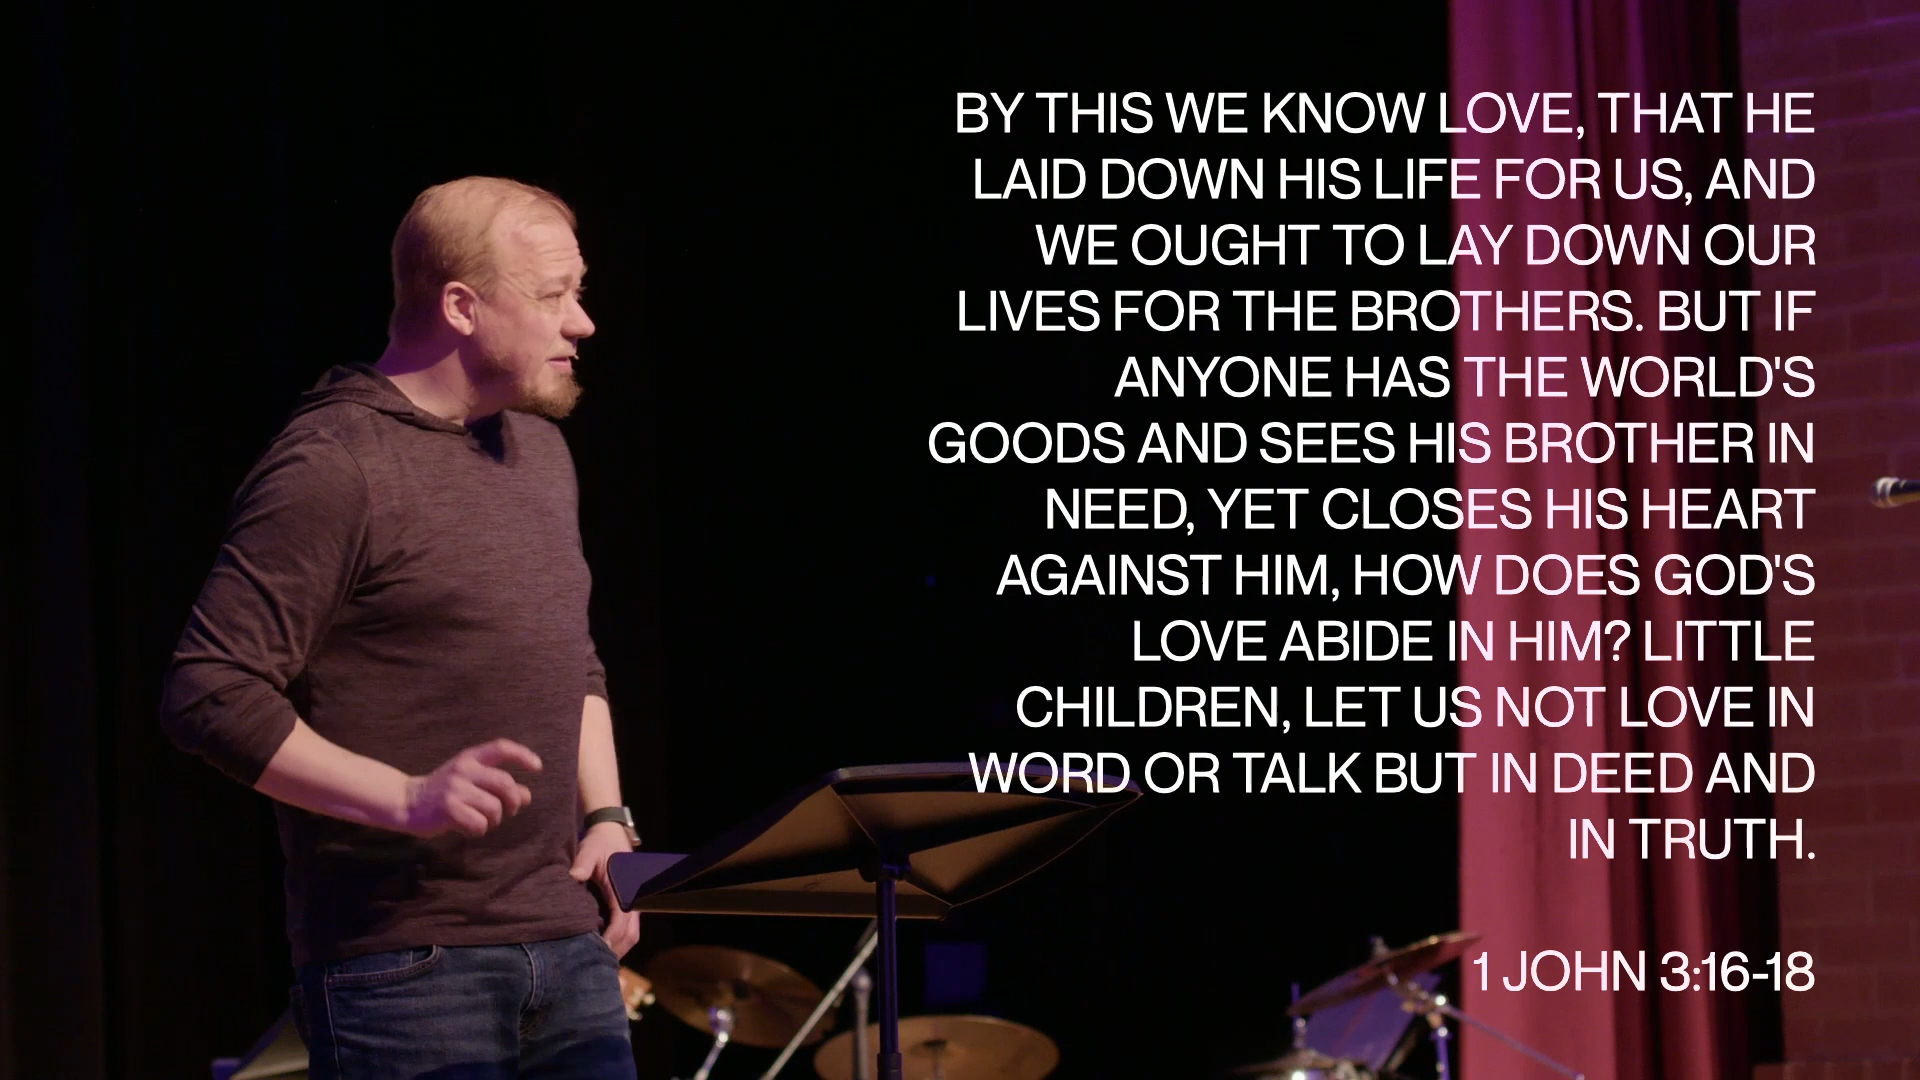 BY THIS WE KNOW LOVE, THAT HE
LAID DOWN HIS LIFE FOR US, AND
WE OUGHT TO LAY DOWN OUR
LIVES FOR THE BROTHERS. BUT IF
ANYONE HAS THE WORLD'S
GOODS AND SEES HIS BROTHER IN
NEED, YET CLOSES HIS HEART
AGAINST HIM, HOW DOES GOD'S
LOVE ABIDE IN HIM? LITTLE
CHILDREN, LET US NOT LOVE IN
WORD OR TALK BUT IN DEED AND
IN TRUTH.
1 JOHN 3:16-18